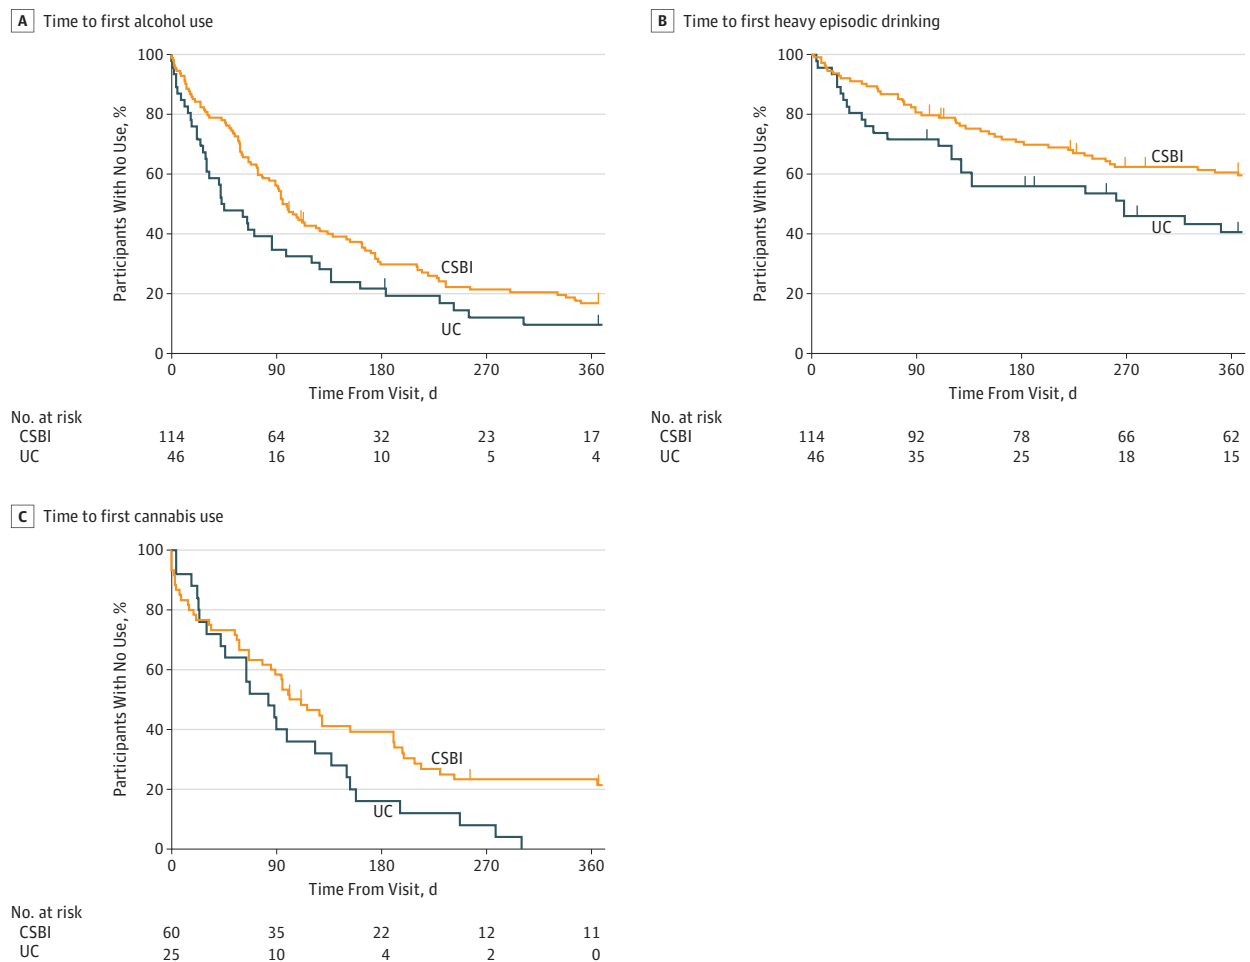 A Time to first alcohol use
Participants With No Use, %
100
80
60
40
20
0
CSBI
UC
0 90 180 270 360
Time From Visit, d
No. at risk
CSBI 114 64 32 23 17
UC 46 16 10 5 4
B Time to first heavy episodic drinking
Participants With No Use, %
100
80
60
40
20
0
CSBI
UC
0 90 180 270 360
Time From Visit, d
No. at risk
CSBI 114 92 78 66 62
UC 46 35 25 18 15
C Time to first cannabis use
Participants With No Use, %
100
80
60
40
20
0
CSBI
UC
0 90 180 270 360
Time From Visit, d
No. at risk
CSBI 60 35 22 12 11
UC 25 10 4 2 0